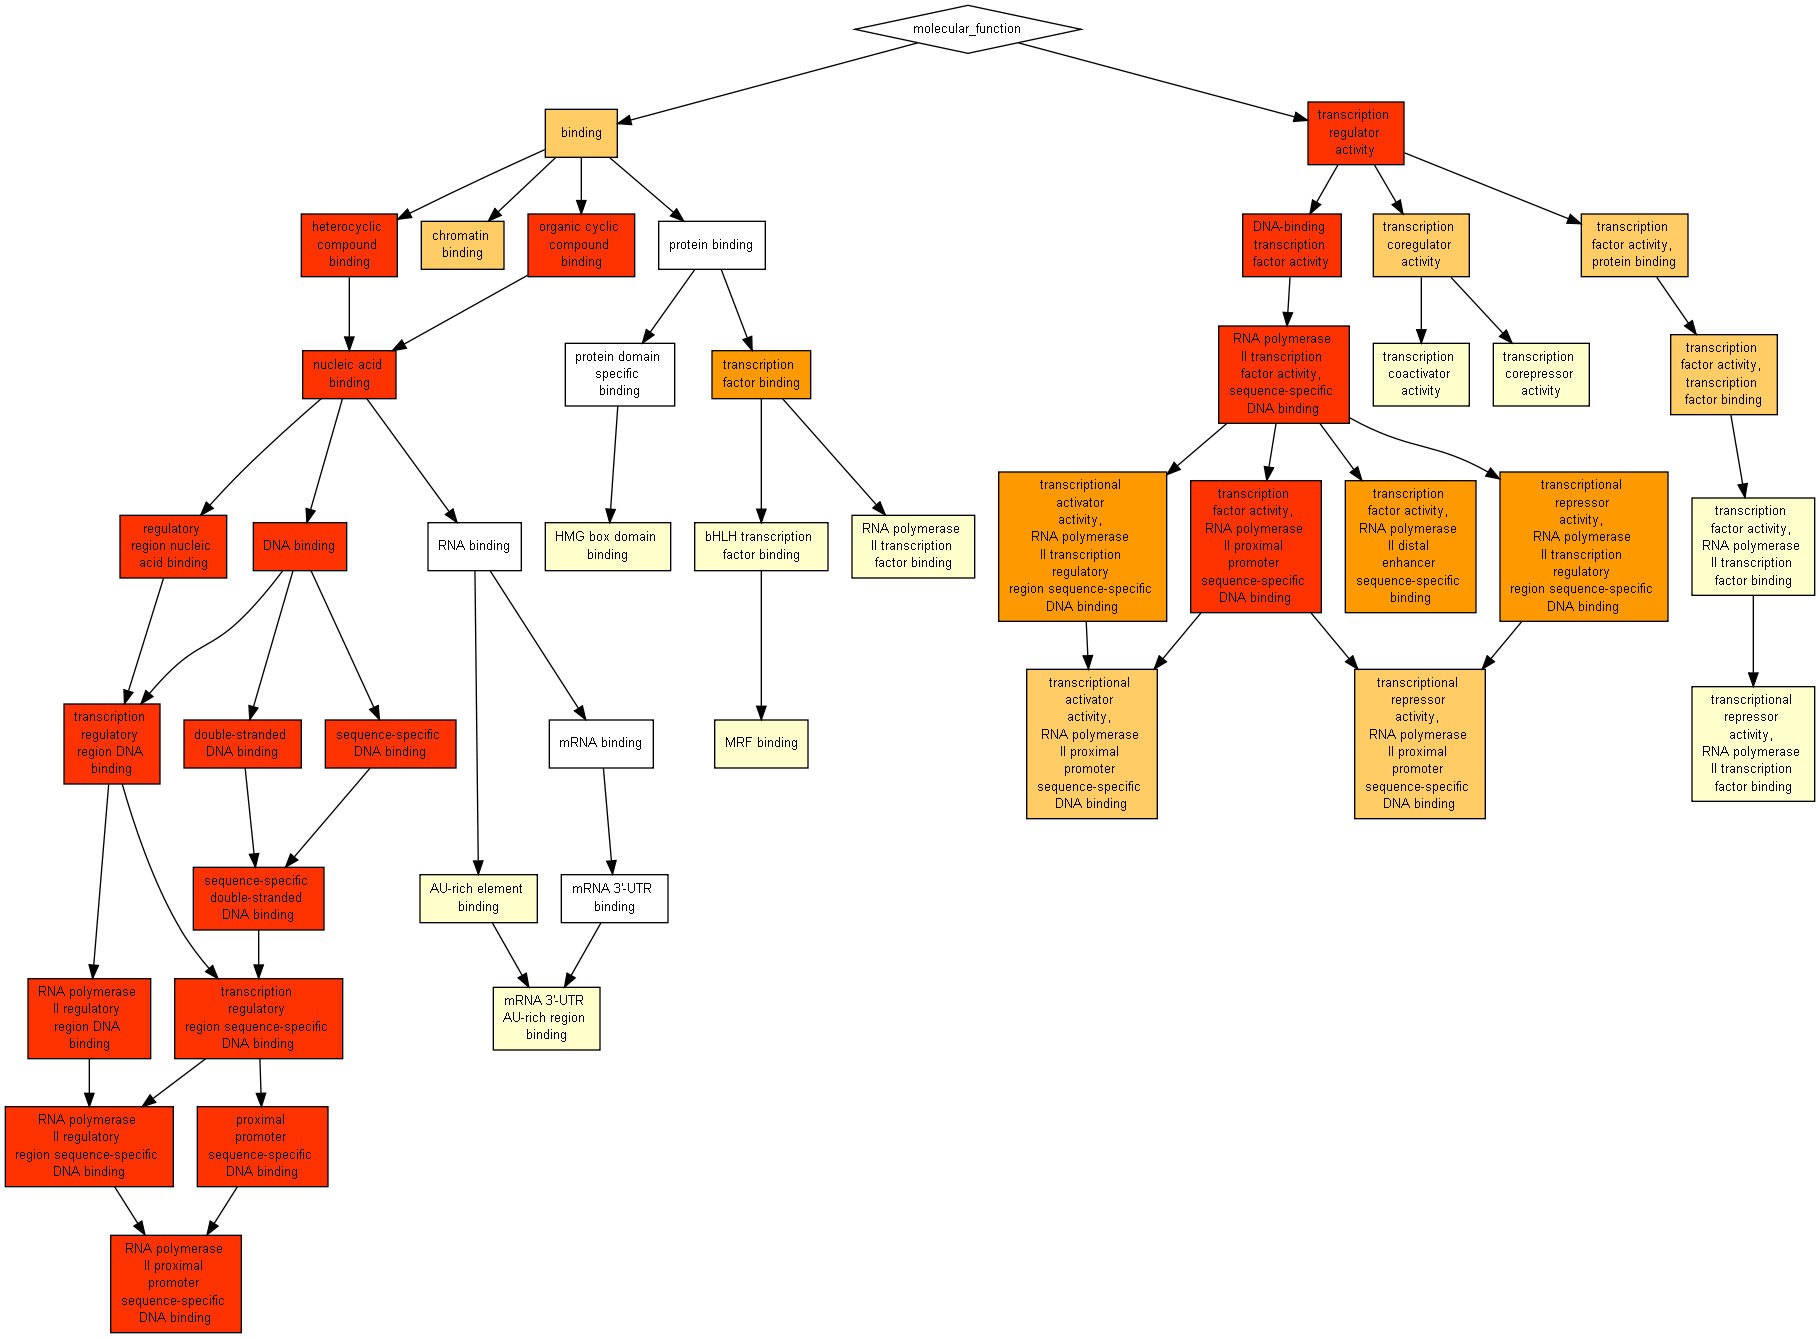 molecular_function
binding
transcription
regulator
activity
heterocyclic
compound
binding
chromatin
binding
organic cyclic
compound
binding
protein binding
DNA-binding
transcription
factor activity
transcription
coregulator
activity
transcription
factor activity,
protein binding
nucleic acid
binding
protein domain
specific
binding
transcription
factor binding
RNA polymerase
II transcription
factor activity,
sequence-specific
DNA binding
transcription
coactivator
activity
transcription
corepressor
activity
transcription
factor activity,
transcription
factor binding
regulatory
region nucleic
acid binding
DNA binding
RNA binding
HMG box domain
binding
bHLH transcription
factor binding
RNA polymerase
II transcription
factor binding
transcriptional
activator
activity,
RNA polymerase
II transcription
regulatory
region sequence-specific
DNA binding
transcription
factor activity,
RNA polymerase
II proximal
promoter
sequence-specific
DNA binding
transcription
factor activity,
RNA polymerase
II distal
enhancer
sequence-specific
binding
transcriptional
repressor
activity,
RNA polymerase
II transcription
regulatory
region sequence-specific
DNA binding
transcription
factor activity,
RNA polymerase
II transcription
factor binding
transcription
regulatory
region DNA
binding
double-stranded
DNA binding
sequence-specific
DNA binding
mRNA binding
MRF binding
transcriptional
activator
activity,
RNA polymerase
II proximal
promoter
sequence-specific
DNA binding
transcriptional
repressor
activity,
RNA polymerase
II proximal
promoter
sequence-specific
DNA binding
transcriptional
repressor
activity,
RNA polymerase
II transcription
factor binding
sequence-specific
double-stranded
DNA binding
AU-rich element
binding
mRNA 3'-UTR
binding
RNA polymerase
II regulatory
region DNA
binding
transcription
regulatory
region sequence-specific
DNA binding
mRNA 3'-UTR
AU-rich region
binding
RNA polymerase
II regulatory
region sequence-specific
DNA binding
proximal
promoter
sequence-specific
DNA binding
RNA polymerase
II proximal
promoter
sequence-specific
DNA binding